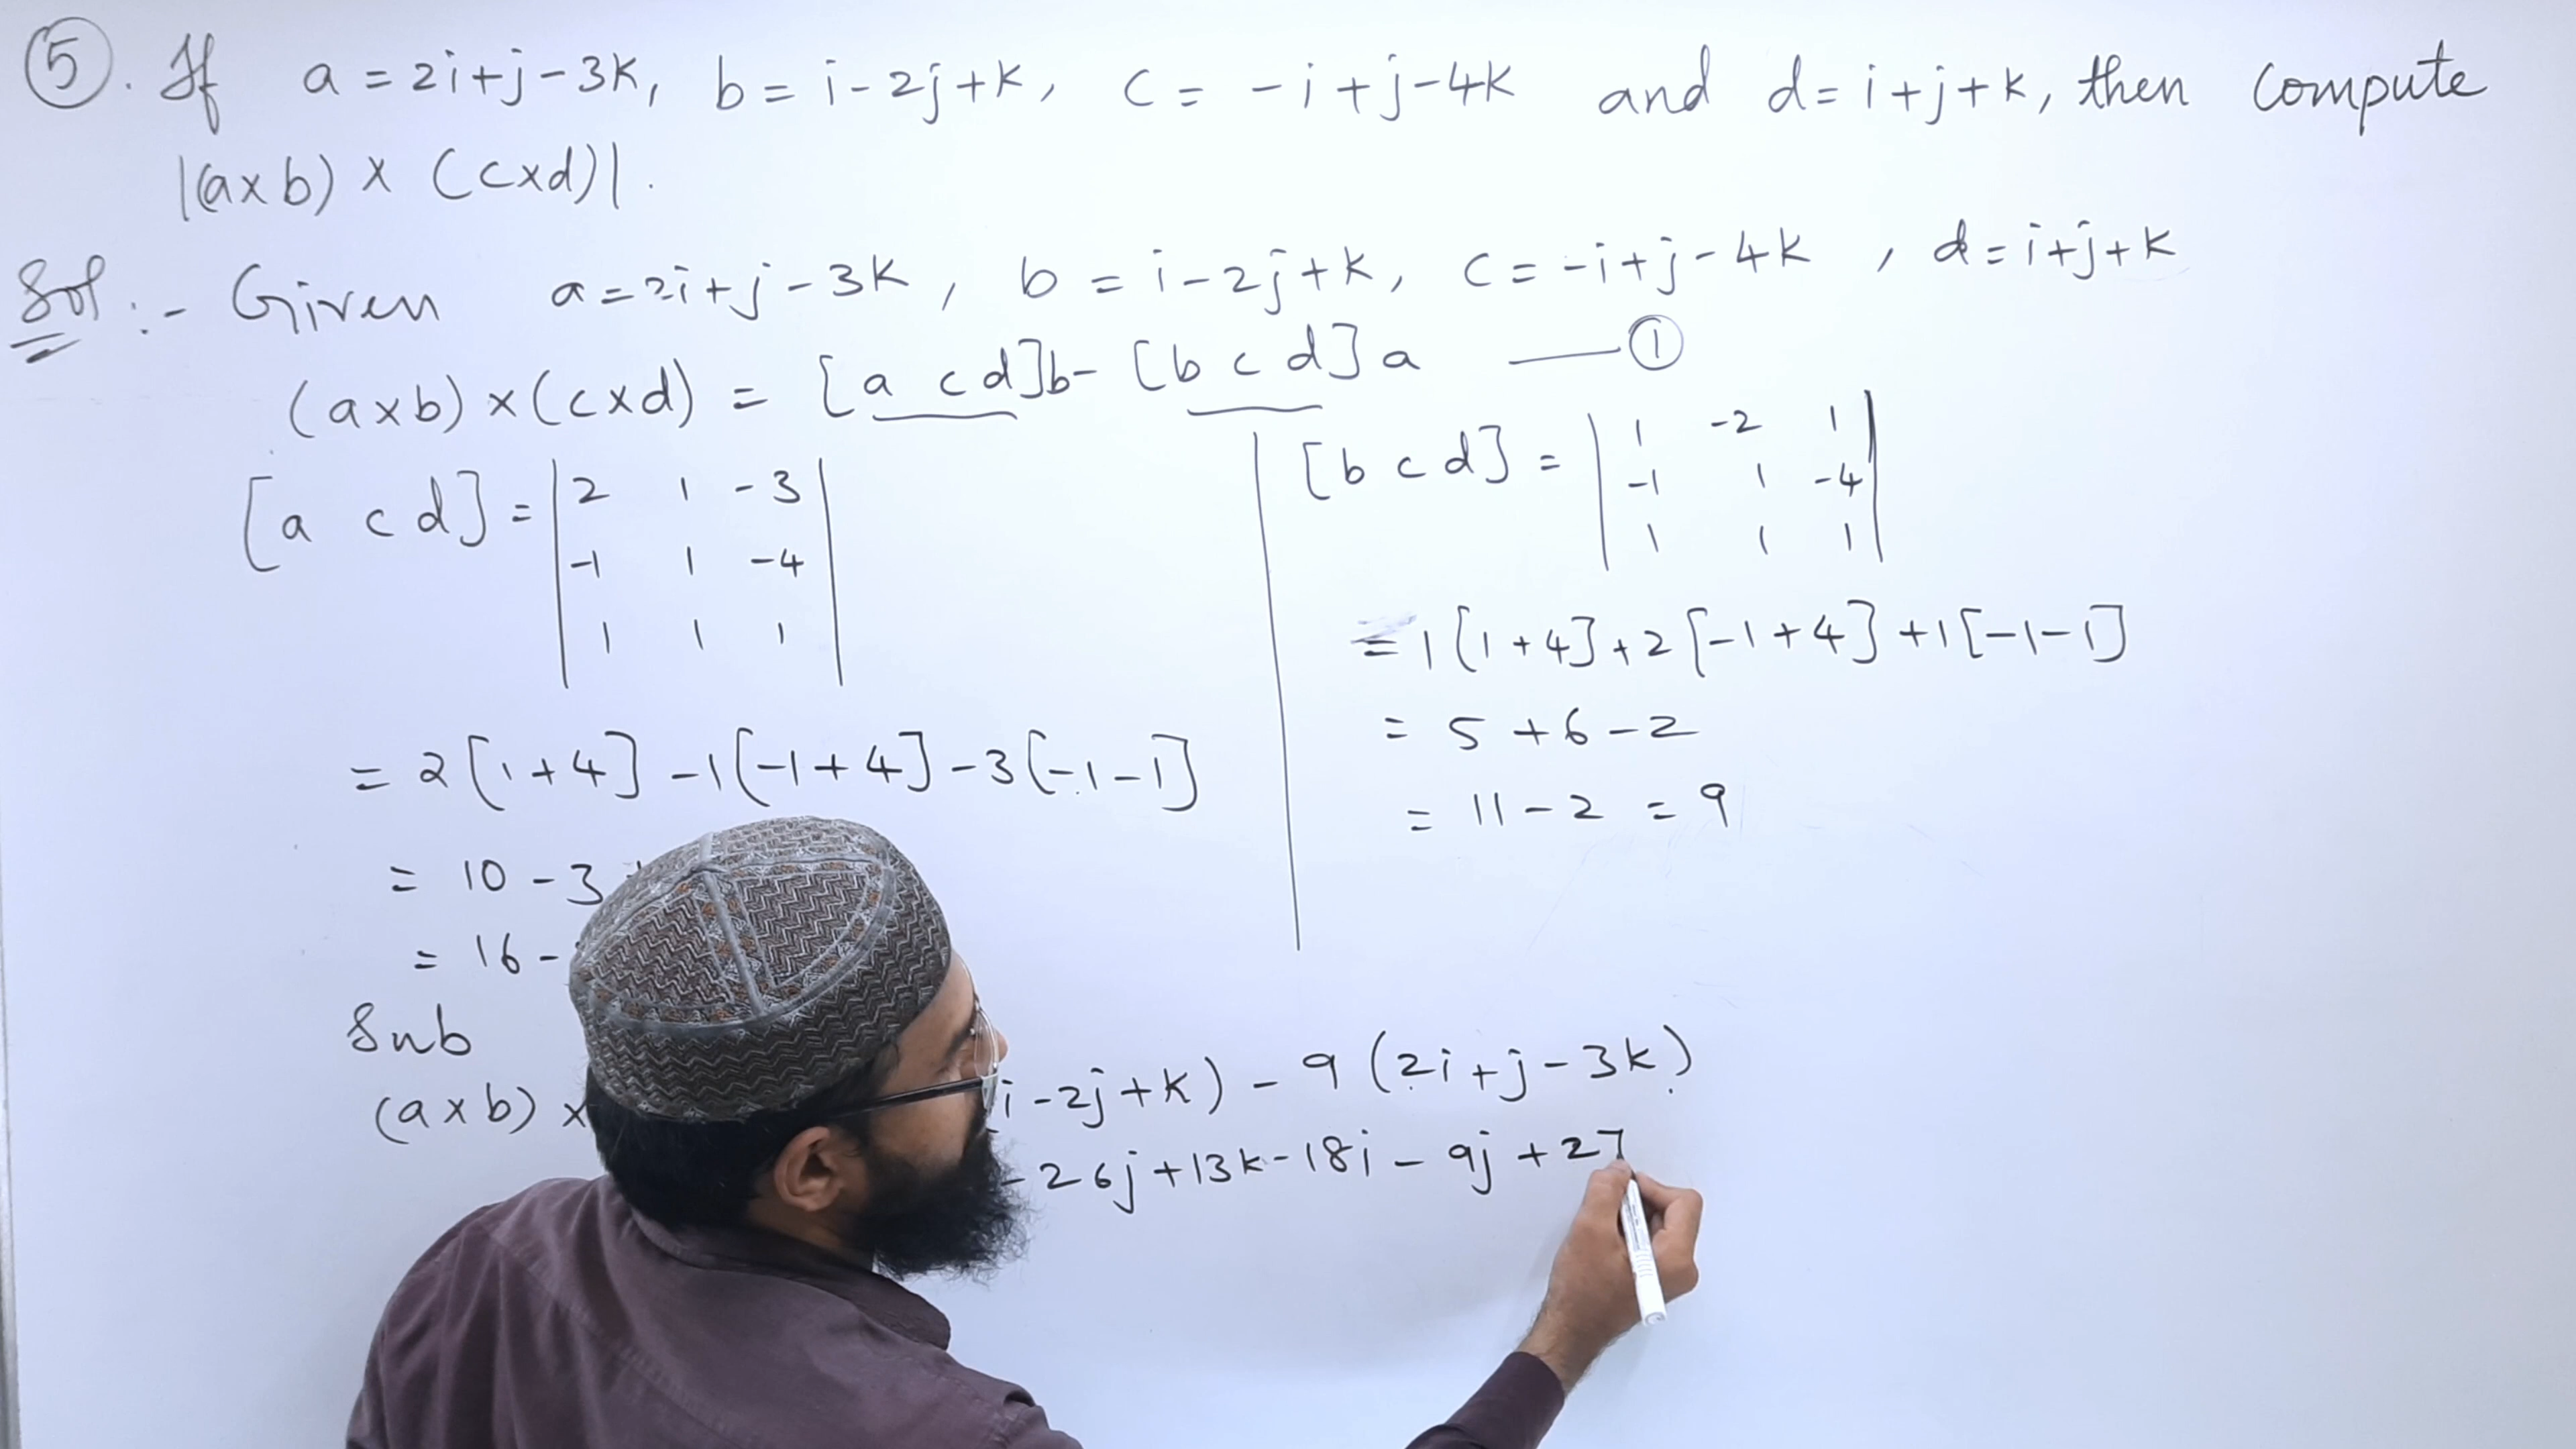 ⑤. If a = 2i+j-3k, b = i-2j+k, c = -i+j-4k and d=i+j+k, then compute
|(a×b) × (c×d)|.
Sol :- Given a=2i+j-3k, b = i-2j+k, c = -i+j-4k, d=i+j+k
(a×b)×(c×d) = [a c d]b- [b c d]a —— ①
[a c d] = | 2 1 -3 |
| -1 1 -4 |
| 1 1 1 |
= 2[1+4] -1[-1+4] -3[-1-1]
= 10 -3
= 16 -
[b c d] = | 1 -2 1 |
| -1 1 -4 |
| 1 1 1 |
= 1[1+4]+2[-1+4]+1[-1-1]
= 5 +6 -2
= 11 -2 = 9
Sub
(a×b) × i -2j+k) - 9 (2i+j-3k)
- 26j+13k-18i - 9j +27